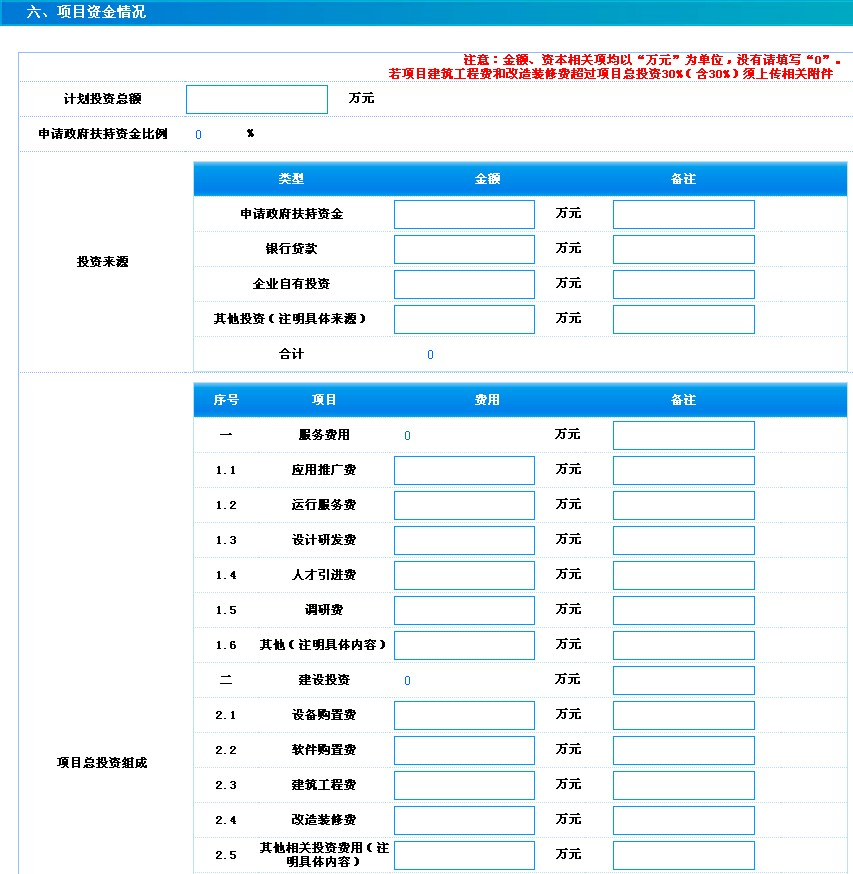 六、项目资金情况
注意：金额、资本相关项均以“万元”为单位，没有请填写“0”。
若项目建筑工程费和改造装修费超过项目总投资30%（含30%）须上传相关附件
计划投资总额 万元
申请政府扶持资金比例 0 %
投资来源
类型 金额 备注
申请政府扶持资金 万元
银行贷款 万元
企业自有投资 万元
其他投资（注明具体来源） 万元
合计 0
项目总投资组成
序号 项目 费用 备注
一 服务费用 0 万元
1.1 应用推广费 万元
1.2 运行服务费 万元
1.3 设计研发费 万元
1.4 人才引进费 万元
1.5 调研费 万元
1.6 其他（注明具体内容） 万元
二 建设投资 0 万元
2.1 设备购置费 万元
2.2 软件购置费 万元
2.3 建筑工程费 万元
2.4 改造装修费 万元
2.5 其他相关投资费用（注
明具体内容） 万元